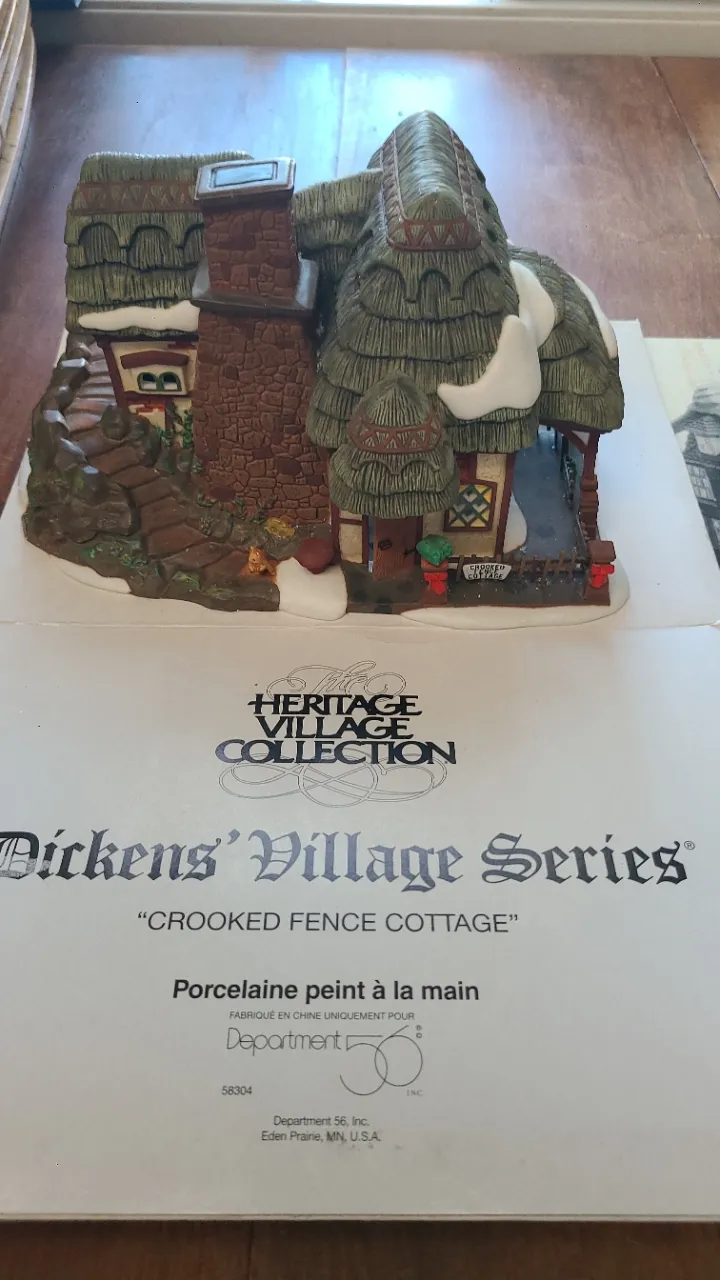 CROOKED
FENCE
COTTAGE
The
HERITAGE
VILLAGE
COLLECTION
Dickens' Village Series®
"CROOKED FENCE COTTAGE"
Porcelaine peint à la main
FABRIQUÉ EN CHINE UNIQUEMENT POUR
Department 56®©
INC.
58304
Department 56, Inc.
Eden Prairie, MN, U.S.A.